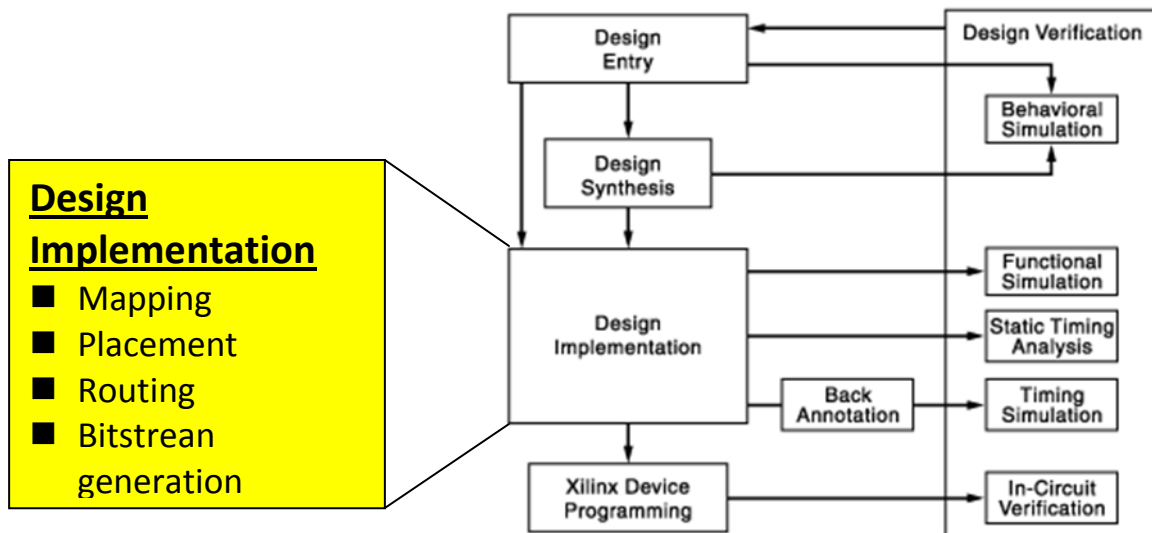 Design
Entry
Design Verification
Behavioral
Simulation
Design
Synthesis
Design
Implementation
Mapping
Placement
Routing
Bitstrean
generation
Design
Implementation
Functional
Simulation
Static Timing
Analysis
Back
Annotation
Timing
Simulation
Xilinx Device
Programming
In-Circuit
Verification